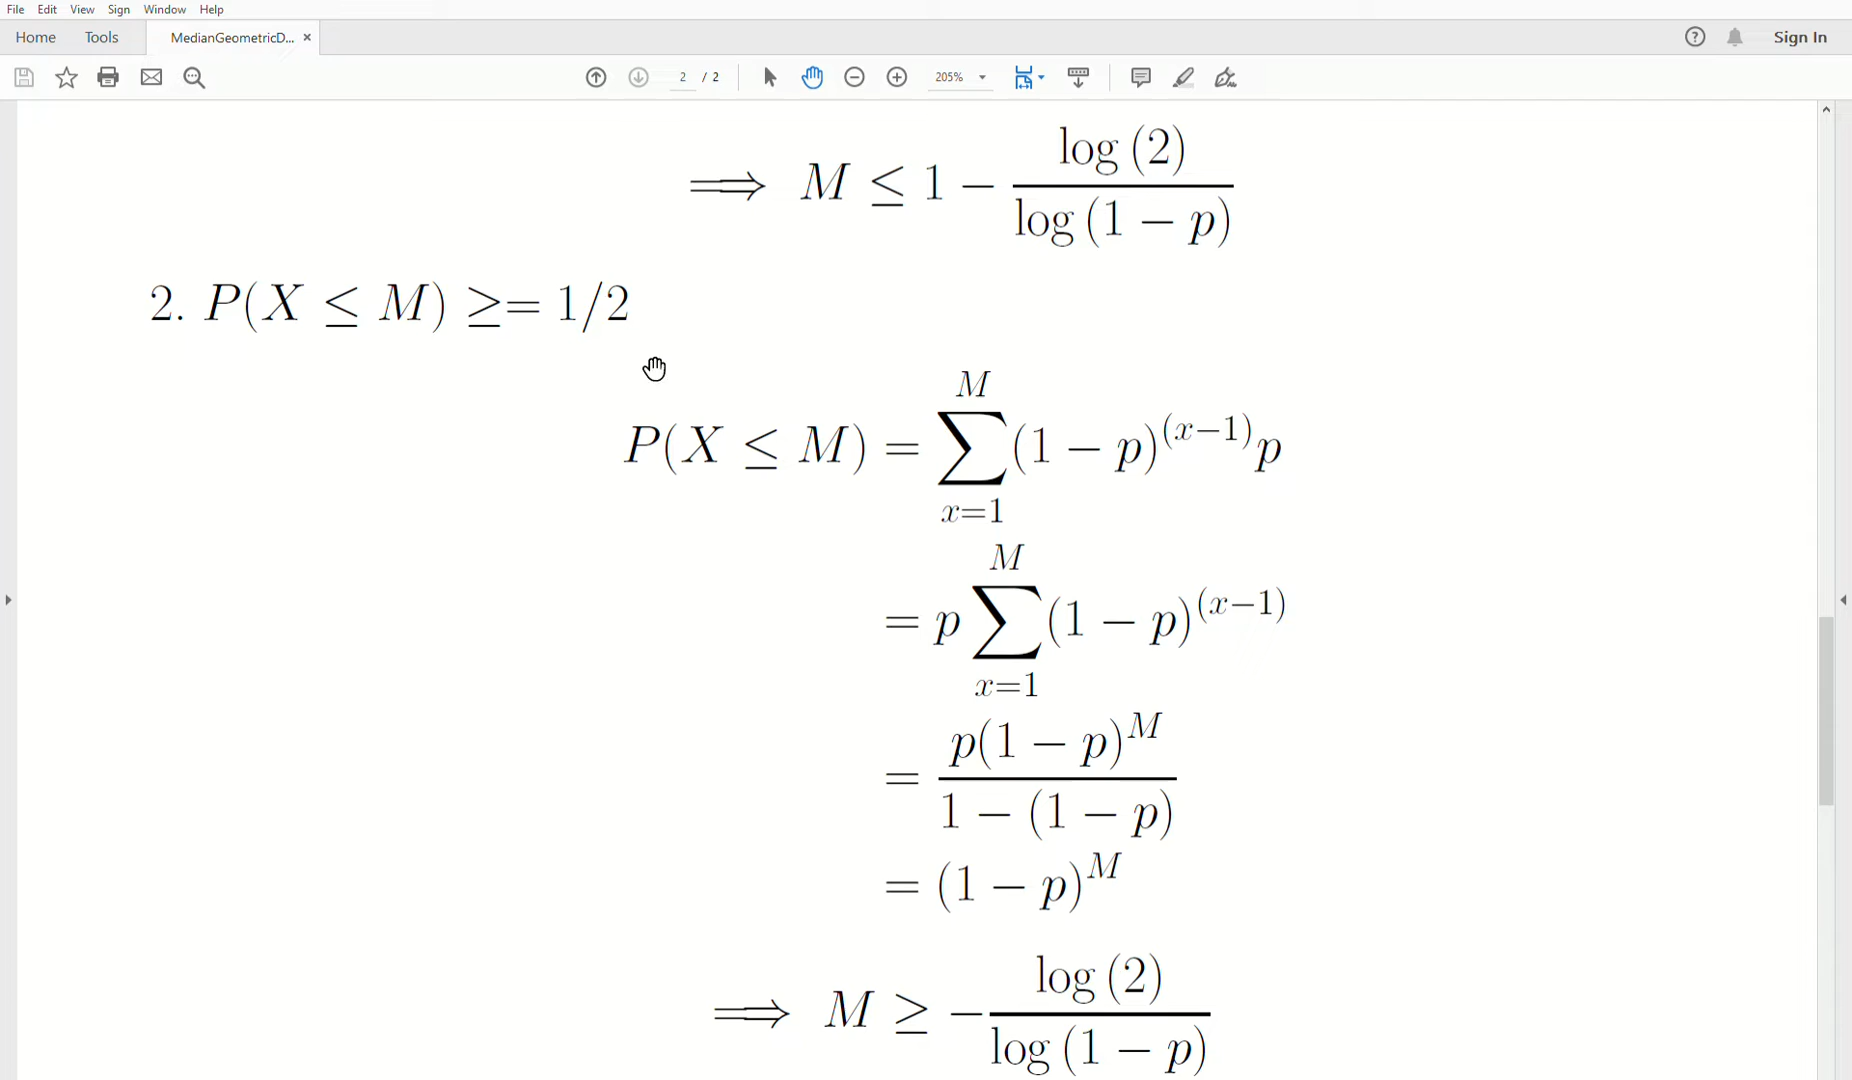 File Edit View Sign Window Help
Home Tools MedianGeometricD... × Sign In
2 / 2 205%
⟹ M ≤ 1 − log (2) / log (1 − p)
2. P(X ≤ M) ≥= 1/2
P(X ≤ M) = ∑_{x=1}^{M} (1 − p)^{(x−1)} p
= p ∑_{x=1}^{M} (1 − p)^{(x−1)}
= p(1 − p)^M / 1 − (1 − p)
= (1 − p)^M
⟹ M ≥ − log (2) / log (1 − p)